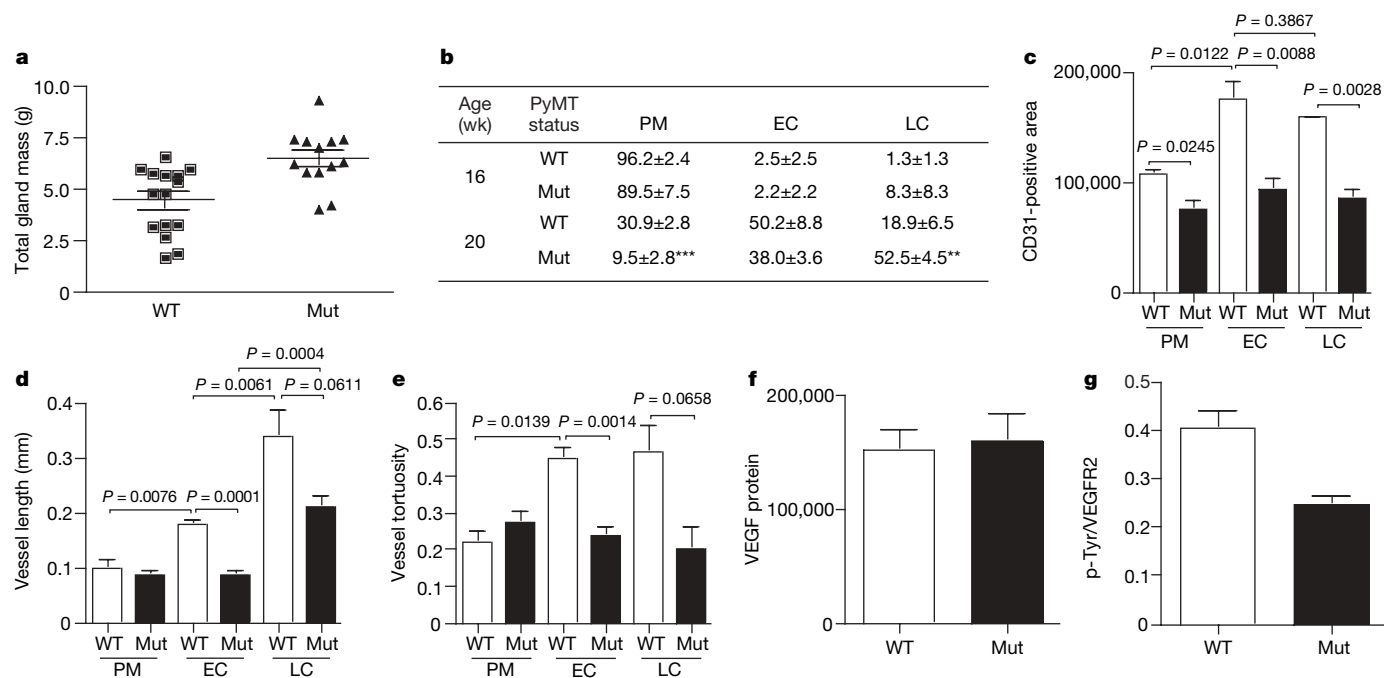 a
Total gland mass (g)
10.0
7.5
5.0
2.5
0
WT Mut
b
Age (wk) PyMT status PM EC LC
16 WT 96.2±2.4 2.5±2.5 1.3±1.3
Mut 89.5±7.5 2.2±2.2 8.3±8.3
20 WT 30.9±2.8 50.2±8.8 18.9±6.5
Mut 9.5±2.8*** 38.0±3.6 52.5±4.5**
c
P = 0.3867
P = 0.0122 P = 0.0088
P = 0.0028
P = 0.0245
CD31-positive area
200,000
100,000
0
WT Mut WT Mut WT Mut
PM EC LC
d
P = 0.0004
P = 0.0061 P = 0.0611
P = 0.0076 P = 0.0001
Vessel length (mm)
0.4
0.3
0.2
0.1
0
WT Mut WT Mut WT Mut
PM EC LC
e
P = 0.0658
P = 0.0139 P = 0.0014
Vessel tortuosity
0.6
0.5
0.4
0.3
0.2
0.1
0
WT Mut WT Mut WT Mut
PM EC LC
f
VEGF protein
200,000
100,000
0
WT Mut
g
p-Tyr/VEGFR2
0.5
0.4
0.3
0.2
0.1
0
WT Mut